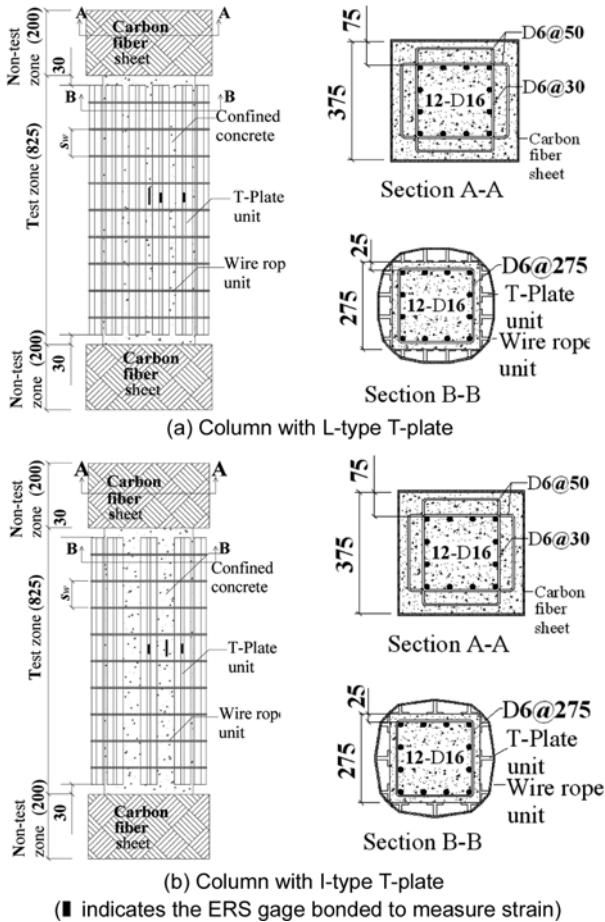 A A
Carbon
fiber
sheet
Non-test
zone (200)
30
B B
Confined
concrete
sw
Test zone (825)
T-Plate
unit
Wire rop
unit
30
Non-test
zone (200)
Carbon
fiber sheet
75
375
D6@50
12-D16
D6@30
Carbon
fiber
sheet
Section A-A
25
275
12-D16
D6@275
T-Plate
unit
Wire rope
unit
Section B-B
(a) Column with L-type T-plate
A A
Carbon
fiber
sheet
Non-test
zone (200)
30
B B
Confined
concrete
sw
Test zone (825)
T-Plate
unit
Wire rope
unit
30
Non-test
zone (200)
Carbon
fiber
sheet
75
375
D6@50
12-D16
D6@30
Carbon
fiber
sheet
Section A-A
25
275
12-D16
D6@275
T-Plate
unit
Wire rope
unit
Section B-B
(b) Column with I-type T-plate
( indicates the ERS gage bonded to measure strain)